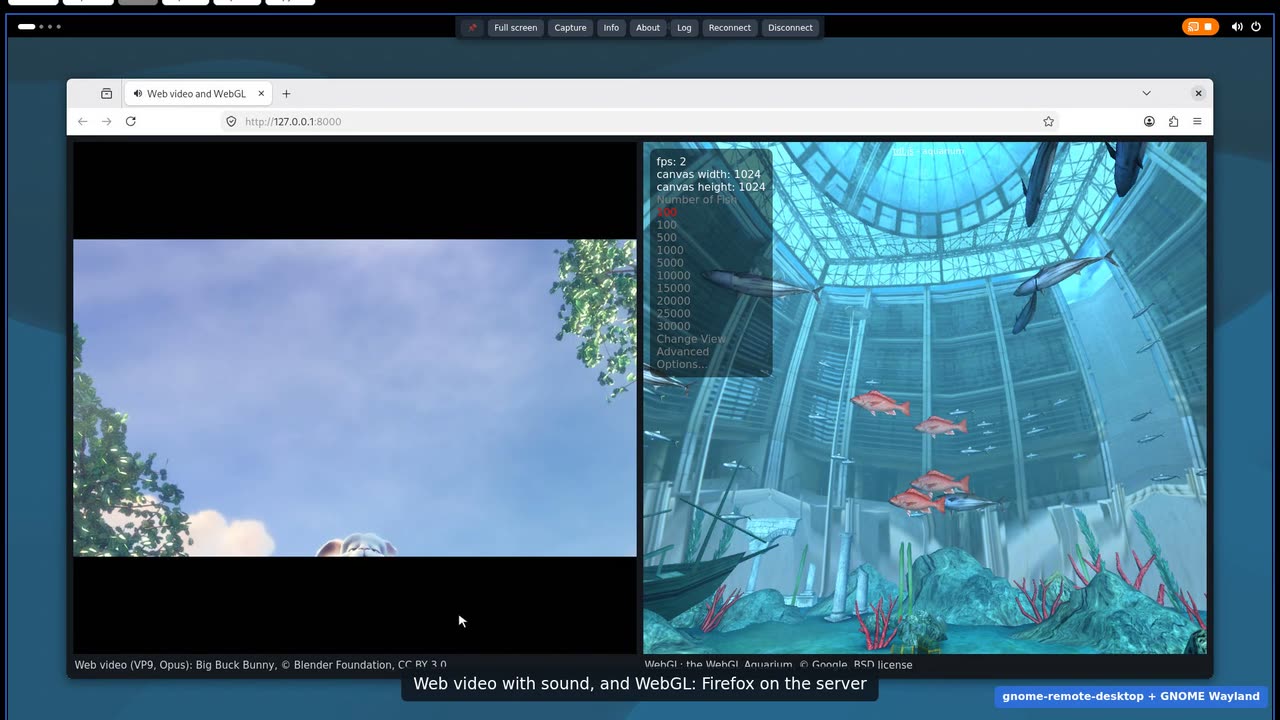 Full screen
Capture
Info
About
Log
Reconnect
Disconnect
Web video and WebGL
http://127.0.0.1:8000
fps: 2
canvas width: 1024
canvas height: 1024
Number of Fish
100
500
1000
5000
10000
15000
20000
25000
30000
Change View
Advanced
Options...
aquarium
Web video (VP9, Opus): Big Buck Bunny, © Blender Foundation, CC BY 3.0
WebGL: the WebGL Aquarium, © Google, BSD license
Web video with sound, and WebGL: Firefox on the server
gnome-remote-desktop + GNOME Wayland